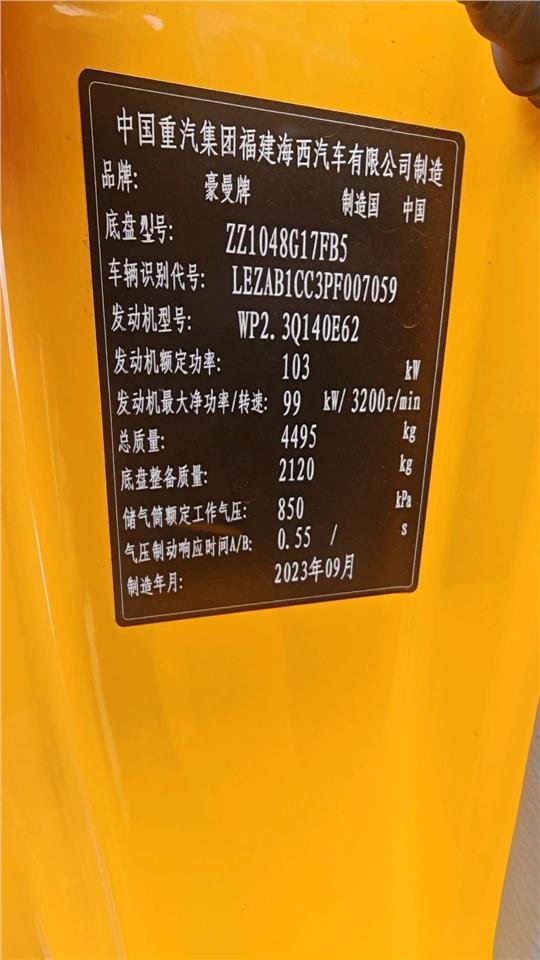 中国重汽集团福建海西汽车有限公司制造
品牌: 豪曼牌 制造国 中国
底盘型号: ZZ1048G17FB5
车辆识别代号: LEZAB1CC3PF007059
发动机型号: WP2.3Q140E62
发动机额定功率: 103 kW
发动机最大净功率/转速: 99 kW/ 3200r/min
总质量: 4495 kg
底盘整备质量: 2120 kg
储气筒额定工作气压: 850 kPa
气压制动响应时间A/B: 0.55 / s
制造年月: 2023年09月